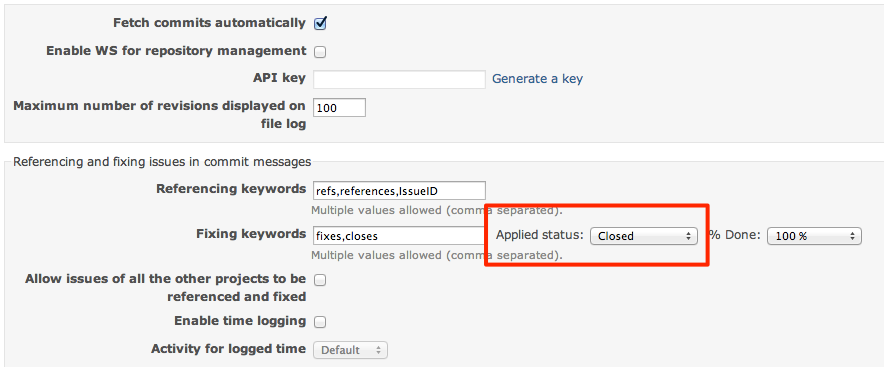 Fetch commits automatically
Enable WS for repository management
API key Generate a key
Maximum number of revisions displayed on
file log 100
Referencing and fixing issues in commit messages
Referencing keywords refs,references,IssueID
Multiple values allowed (comma separated).
Fixing keywords fixes,closes Applied status: Closed % Done: 100 %
Multiple values allowed (comma separated).
Allow issues of all the other projects to be
referenced and fixed
Enable time logging
Activity for logged time Default